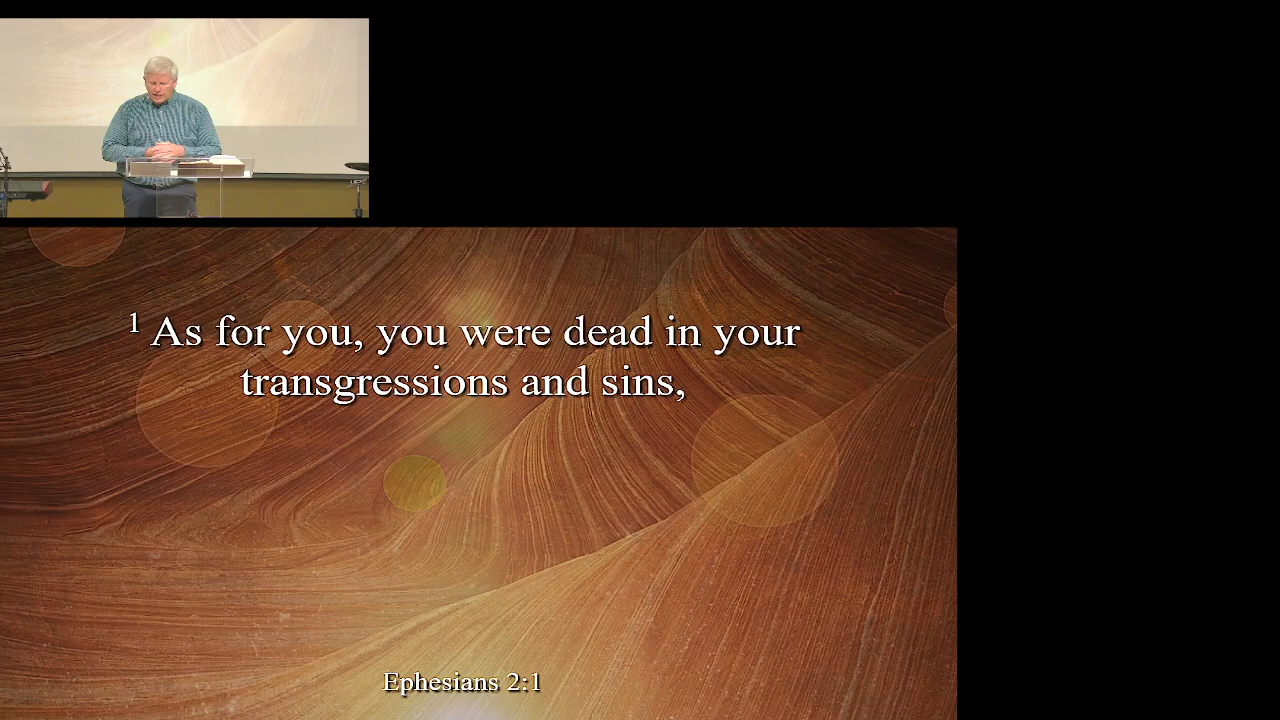 1 As for you, you were dead in your
transgressions and sins,
Ephesians 2:1